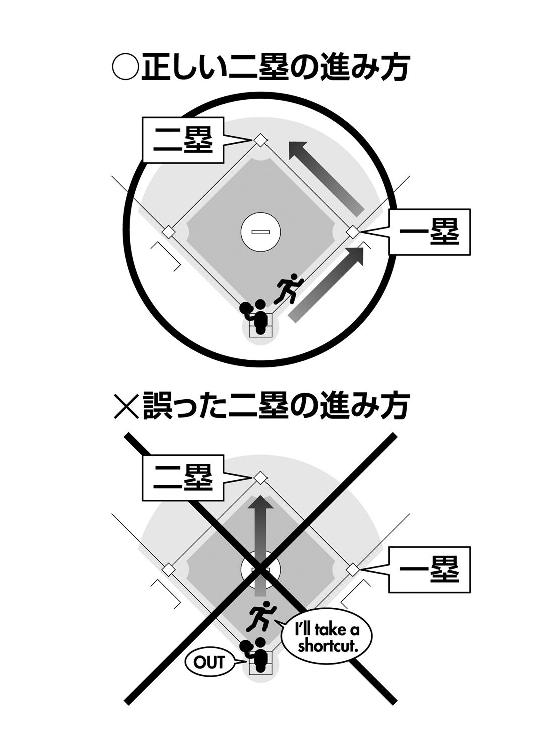 ○正しい二塁の進み方
二塁
一塁
×誤った二塁の進み方
二塁
一塁
I'll take a
shortcut.
OUT